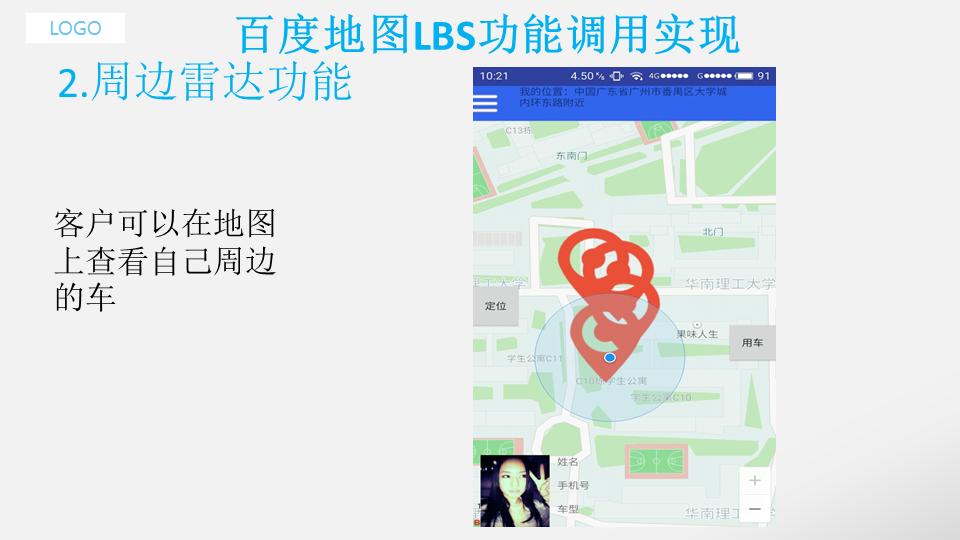 LOGO
百度地图LBS功能调用实现
2.周边雷达功能
客户可以在地图
上查看自己周边
的车
10:21
4.50 K/s
4G
G
91
我的位置：中国广东省广州市番禺区大学城
内环东路附近
C13栋
东南门
北门
理工大学
华南理工大学
定位
果味人生
用车
学生公寓C11
C10栋学生公寓
学生公寓C10
姓名
手机号
车型
华南理工大学
+
−